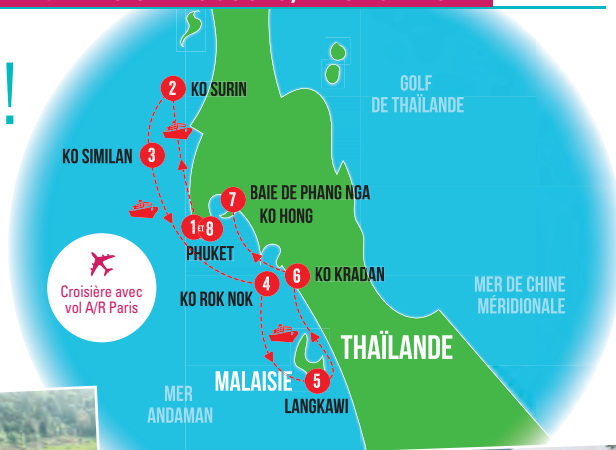 !
2 KO SURIN
GOLF
DE THAÏLANDE
KO SIMILAN 3
7 BAIE DE PHANG NGA
KO HONG
1 ET 8
PHUKET
Croisière avec
vol A/R Paris
4
KO ROK NOK
6 KO KRADAN
MER DE CHINE
MÉRIDIONALE
THAÏLANDE
MALAISIE 5
LANGKAWI
MER
ANDAMAN